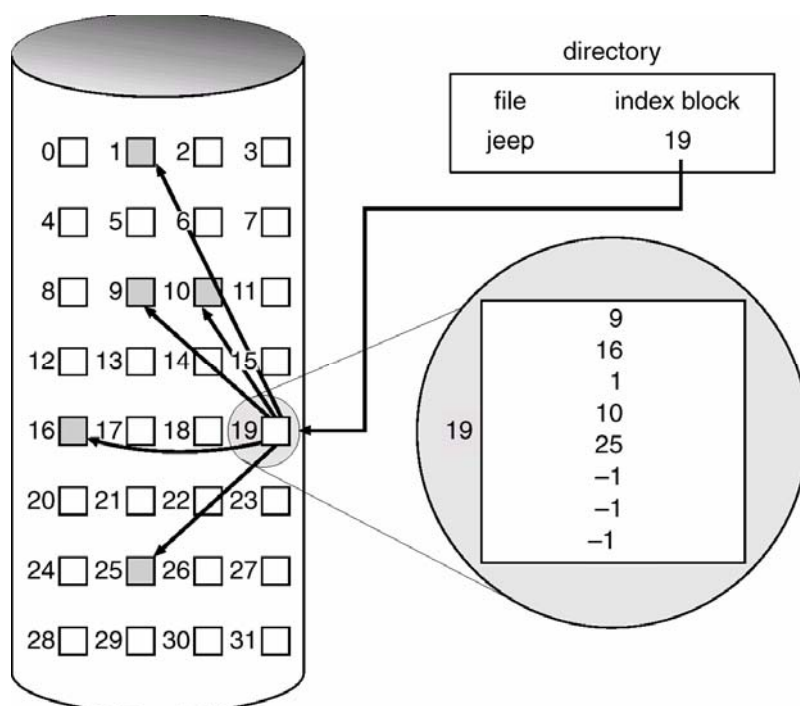 directory
file index block
jeep 19
0 1 2 3
4 5 6 7
8 9 10 11
12 13 14 15
16 17 18 19
20 21 22 23
24 25 26 27
28 29 30 31
9
16
1
10
19
25
–1
–1
–1